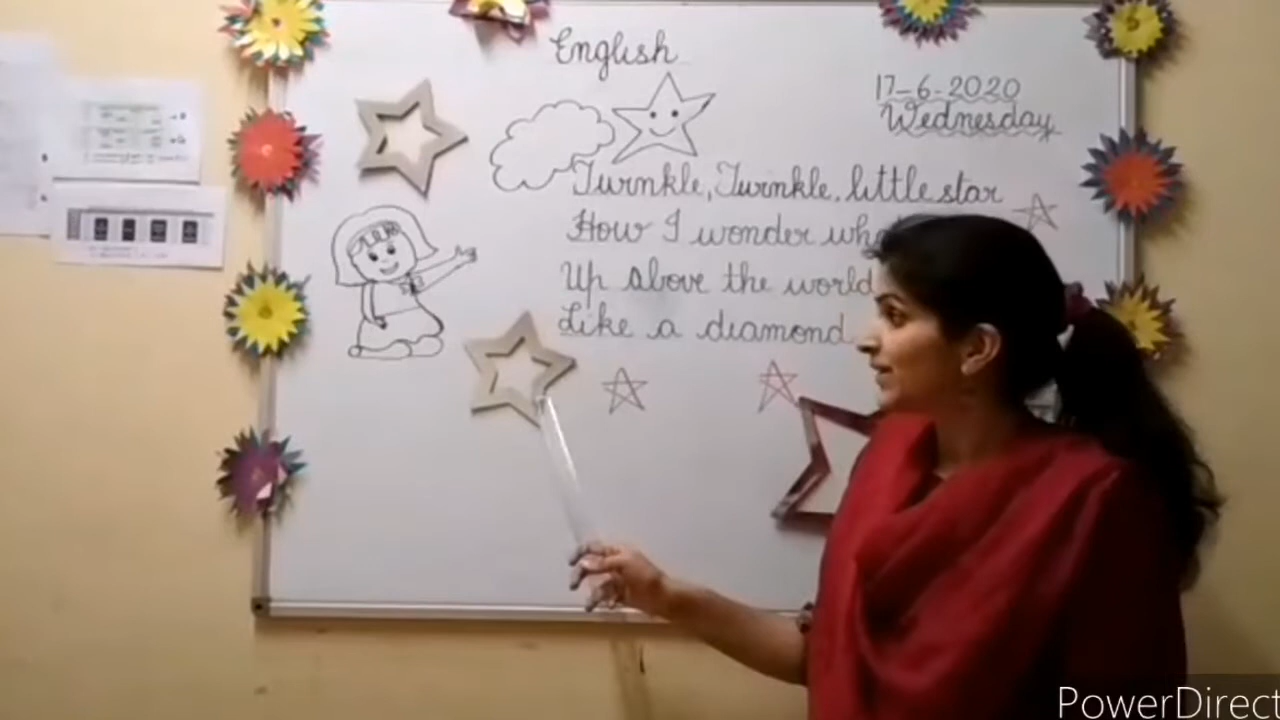 English
17-6-2020
Wednesday
Twinkle, Twinkle, little star
How I wonder
Up above the world
Like a diamond
PowerDirect